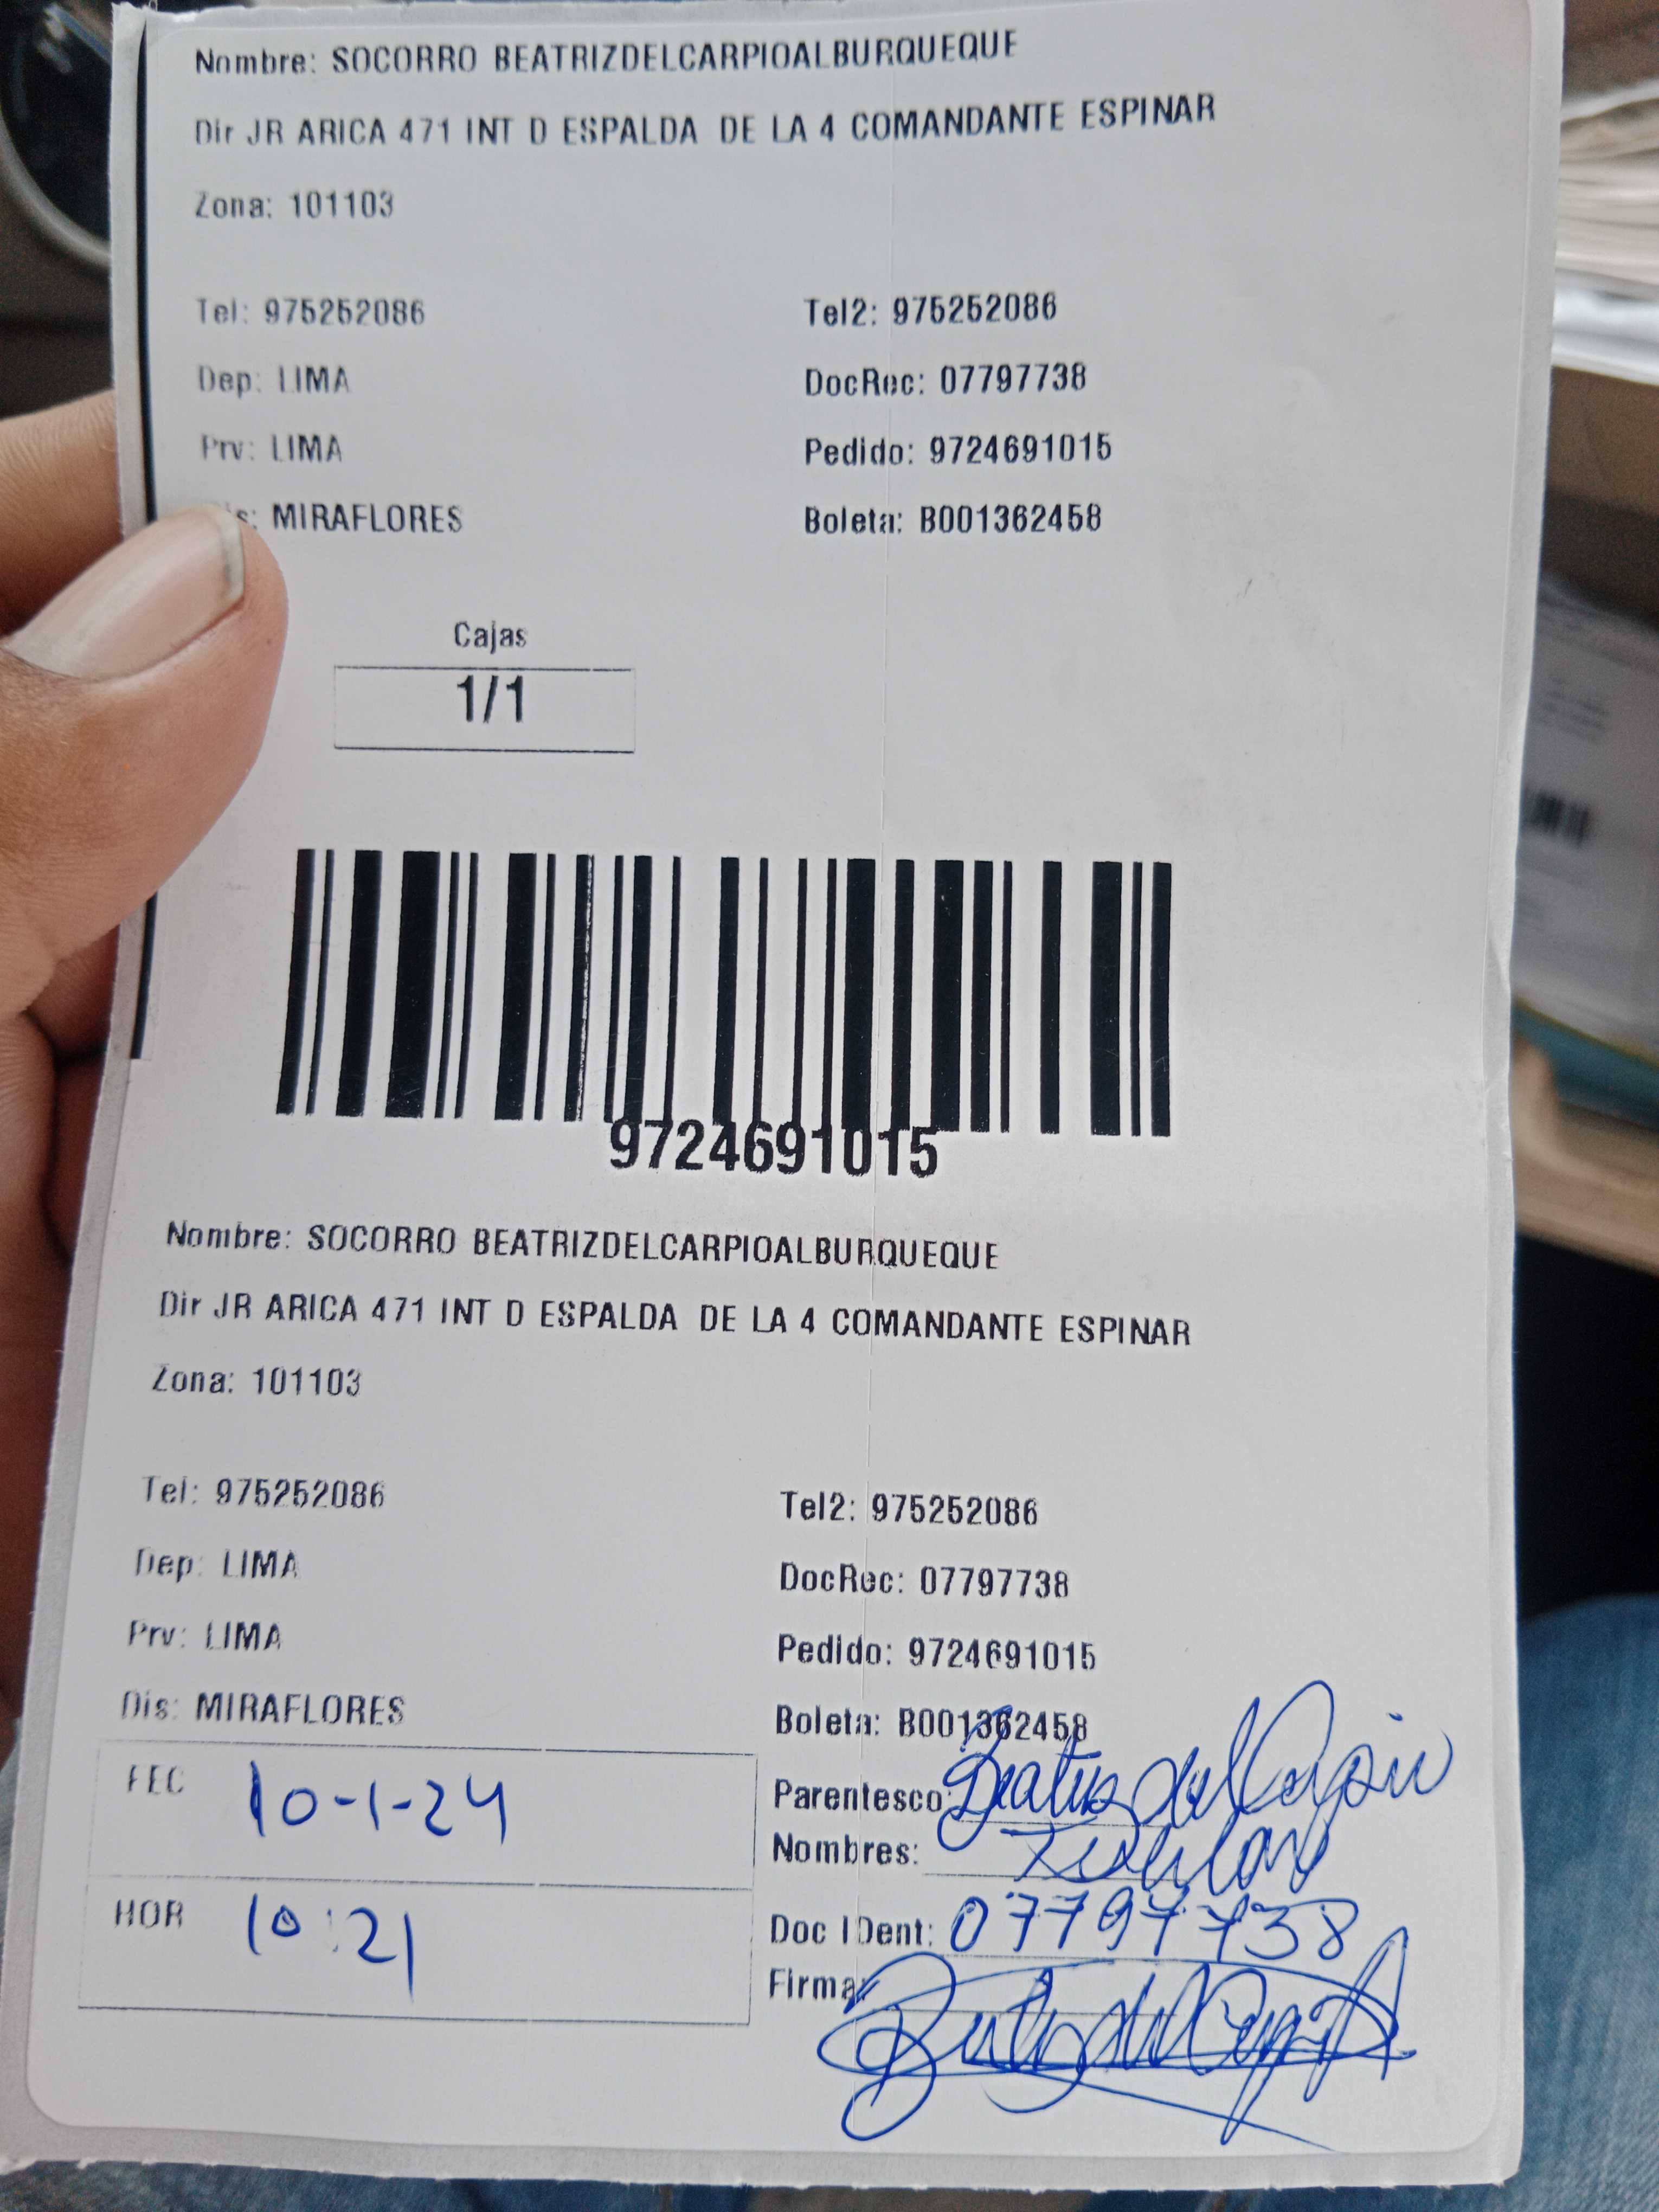 Nombre: SOCORRO BEATRIZDELCARPIOALBURQUEQUE
Dir JR ARICA 471 INT D ESPALDA DE LA 4 COMANDANTE ESPINAR
Zona: 101103
Tel: 975252086 Tel2: 975252086
Dep: LIMA DocRec: 07797738
Prv: LIMA Pedido: 9724691015
s: MIRAFLORES Boleta: B001362458
Cajas
1/1
9724691015
Nombre: SOCORRO BEATRIZDELCARPIOALBURQUEQUE
Dir JR ARICA 471 INT D ESPALDA DE LA 4 COMANDANTE ESPINAR
Zona: 101103
Tel: 975252086 Tel2: 975252086
Dep: LIMA DocRec: 07797738
Prv: LIMA Pedido: 9724691015
Dis: MIRAFLORES Boleta: B001362458
FEC 10-1-24 Parentesco: Beatriz del Carpio
Nombres:
HOR 10:21 Doc IDent: 07797738
Firma: